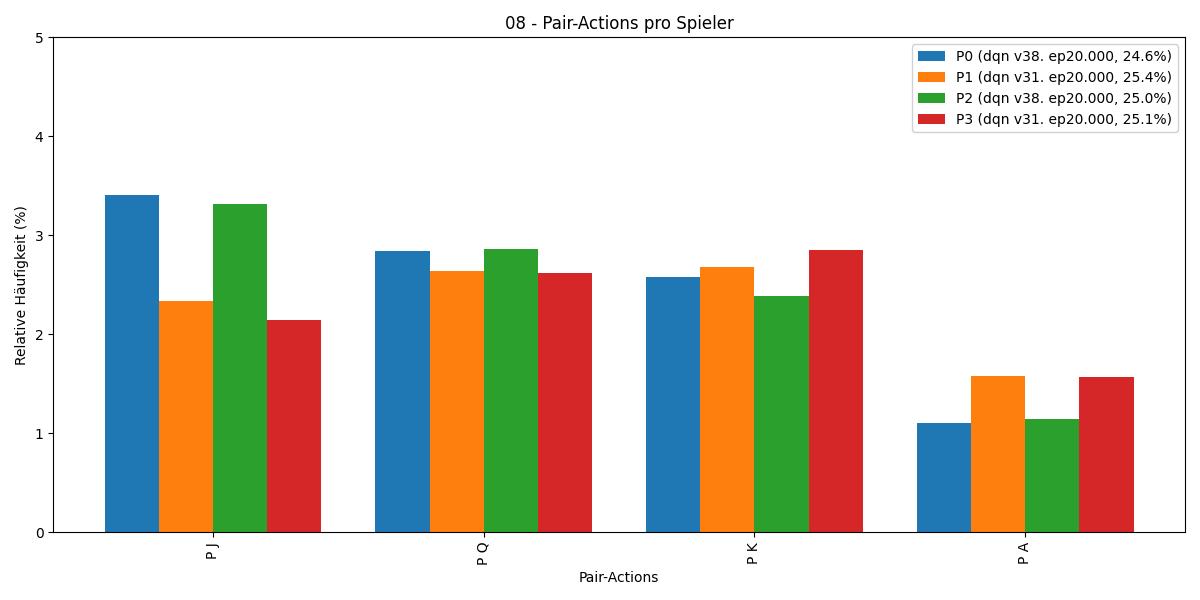 08 - Pair-Actions pro Spieler
P0 (dqn v38. ep20.000, 24.6%)
P1 (dqn v31. ep20.000, 25.4%)
P2 (dqn v38. ep20.000, 25.0%)
P3 (dqn v31. ep20.000, 25.1%)
Relative Häufigkeit (%)
5
4
3
2
1
0
P J
P Q
P K
P A
Pair-Actions